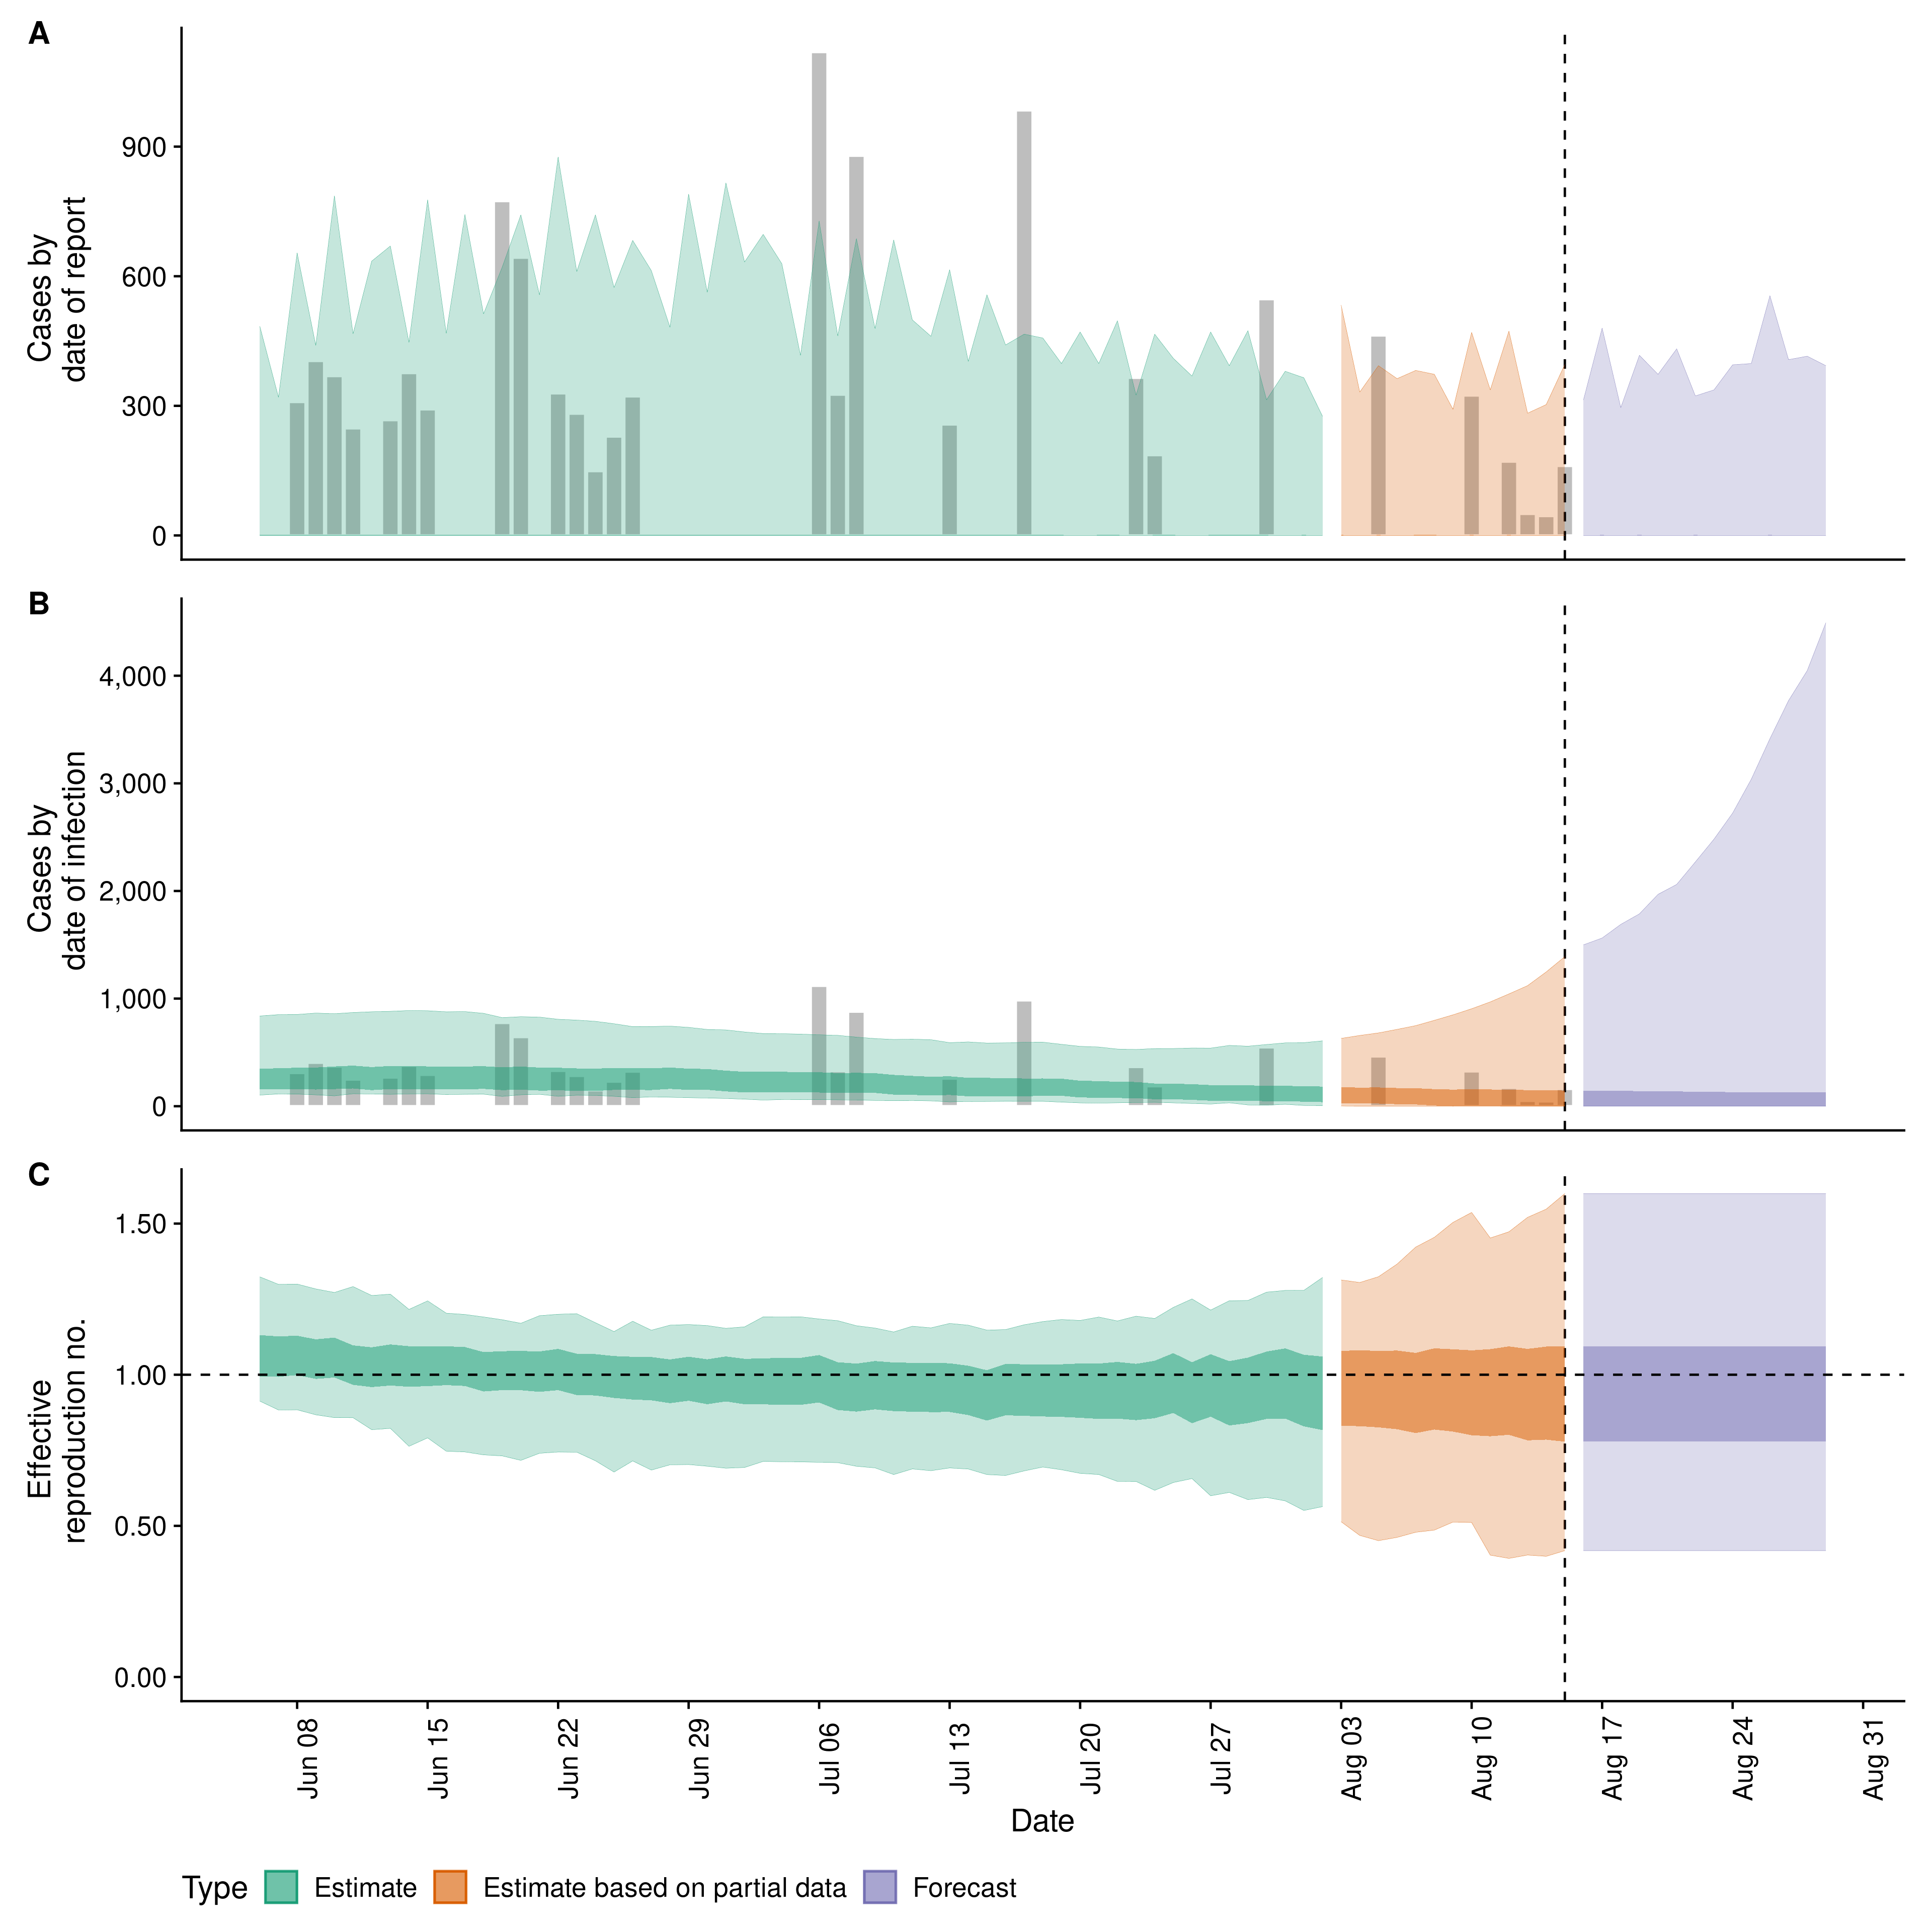 A
Cases by
date of report
900
600
300
0
B
Cases by
date of infection
4,000
3,000
2,000
1,000
0
C
Effective
reproduction no.
1.50
1.00
0.50
0.00
Jun 08
Jun 15
Jun 22
Jun 29
Jul 06
Jul 13
Jul 20
Jul 27
Aug 03
Aug 10
Aug 17
Aug 24
Aug 31
Date
Type Estimate Estimate based on partial data Forecast